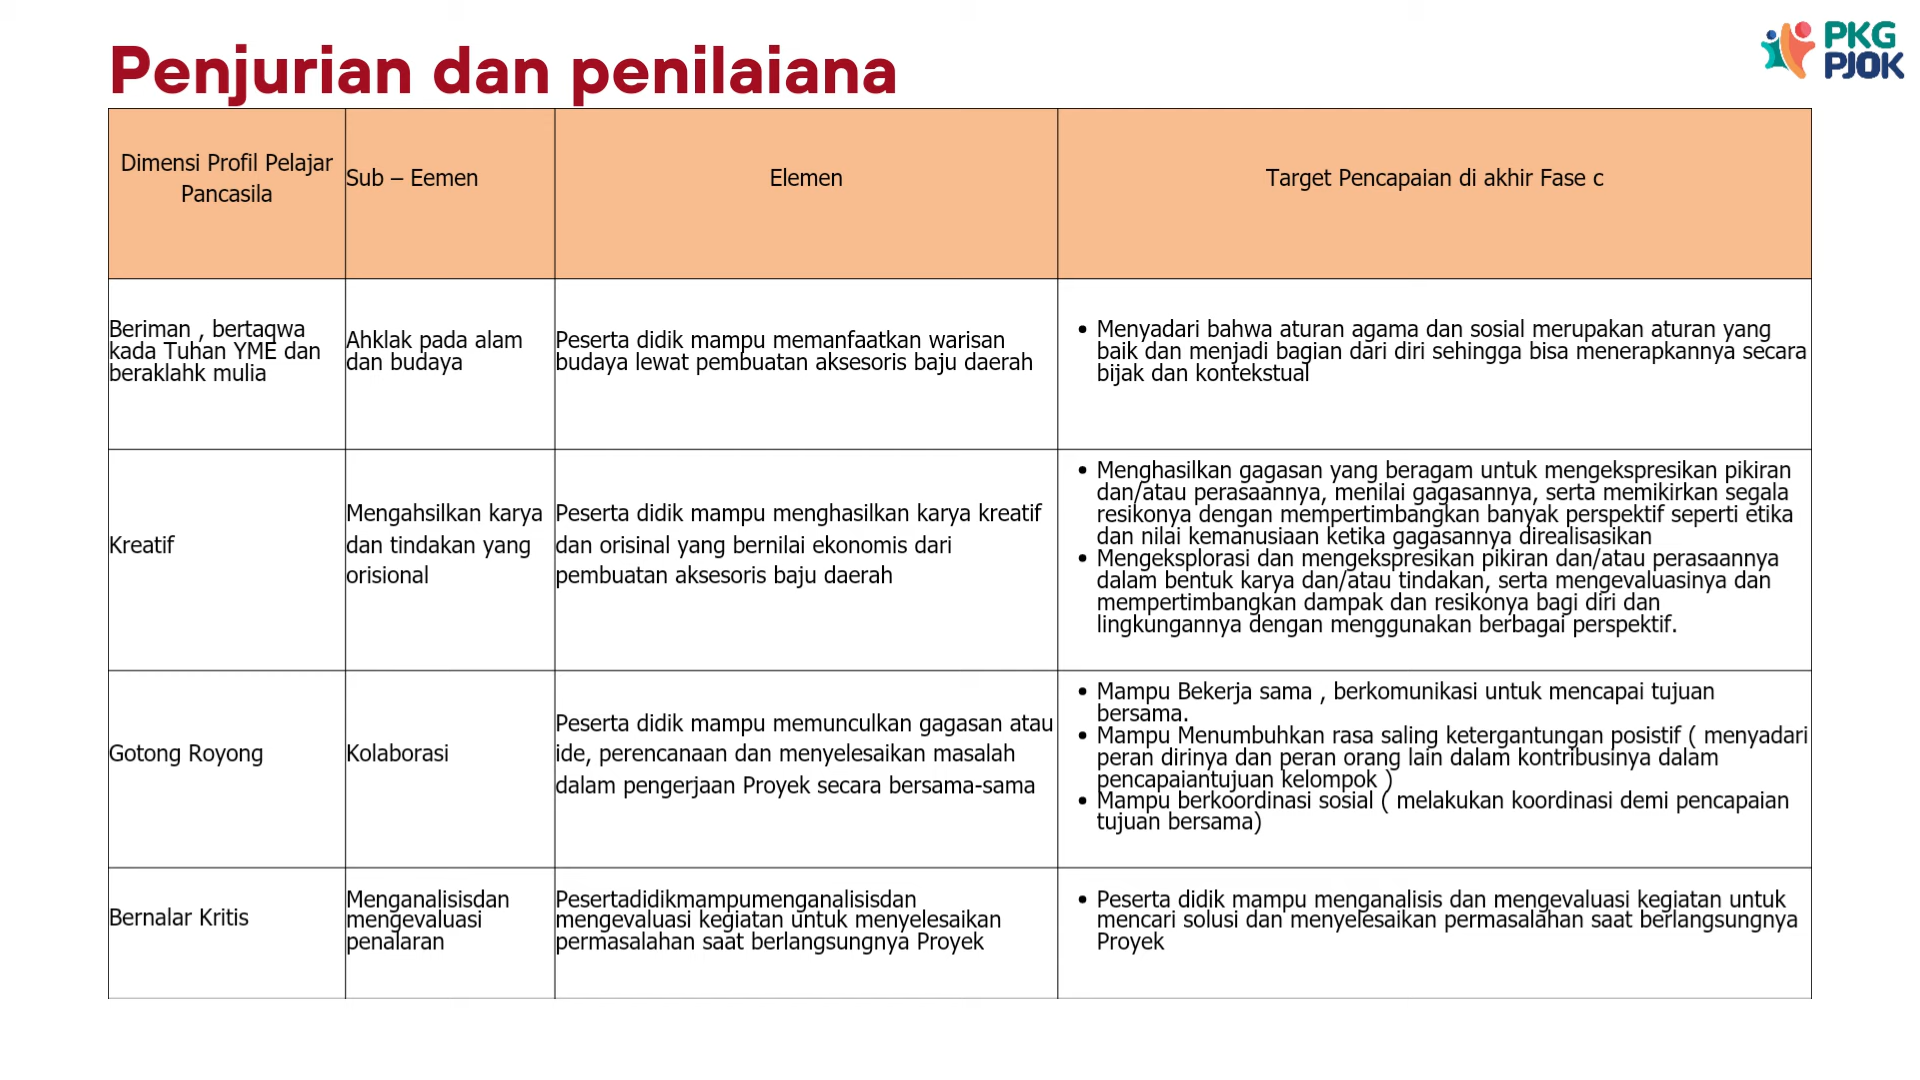 Penjurian dan penilaiana
PKG
PJOK
Dimensi Profil Pelajar
Pancasila
Sub – Eemen
Elemen
Target Pencapaian di akhir Fase c
Beriman , bertaqwa
kada Tuhan YME dan
beraklahk mulia
Ahklak pada alam
dan budaya
Peserta didik mampu memanfaatkan warisan
budaya lewat pembuatan aksesoris baju daerah
• Menyadari bahwa aturan agama dan sosial merupakan aturan yang
baik dan menjadi bagian dari diri sehingga bisa menerapkannya secara
bijak dan kontekstual
Kreatif
Mengahsilkan karya
dan tindakan yang
orisional
Peserta didik mampu menghasilkan karya kreatif
dan orisinal yang bernilai ekonomis dari
pembuatan aksesoris baju daerah
• Menghasilkan gagasan yang beragam untuk mengekspresikan pikiran
dan/atau perasaannya, menilai gagasannya, serta memikirkan segala
resikonya dengan mempertimbangkan banyak perspektif seperti etika
dan nilai kemanusiaan ketika gagasannya direalisasikan
• Mengeksplorasi dan mengekspresikan pikiran dan/atau perasaannya
dalam bentuk karya dan/atau tindakan, serta mengevaluasinya dan
mempertimbangkan dampak dan resikonya bagi diri dan
lingkungannya dengan menggunakan berbagai perspektif.
Gotong Royong
Kolaborasi
Peserta didik mampu memunculkan gagasan atau
ide, perencanaan dan menyelesaikan masalah
dalam pengerjaan Proyek secara bersama-sama
• Mampu Bekerja sama , berkomunikasi untuk mencapai tujuan
bersama.
• Mampu Menumbuhkan rasa saling ketergantungan posistif ( menyadari
peran dirinya dan peran orang lain dalam kontribusinya dalam
pencapaiantujuan kelompok )
• Mampu berkoordinasi sosial ( melakukan koordinasi demi pencapaian
tujuan bersama)
Bernalar Kritis
Menganalisisdan
mengevaluasi
penalaran
Pesertadidikmampumenganalisisdan
mengevaluasi kegiatan untuk menyelesaikan
permasalahan saat berlangsungnya Proyek
• Peserta didik mampu menganalisis dan mengevaluasi kegiatan untuk
mencari solusi dan menyelesaikan permasalahan saat berlangsungnya
Proyek